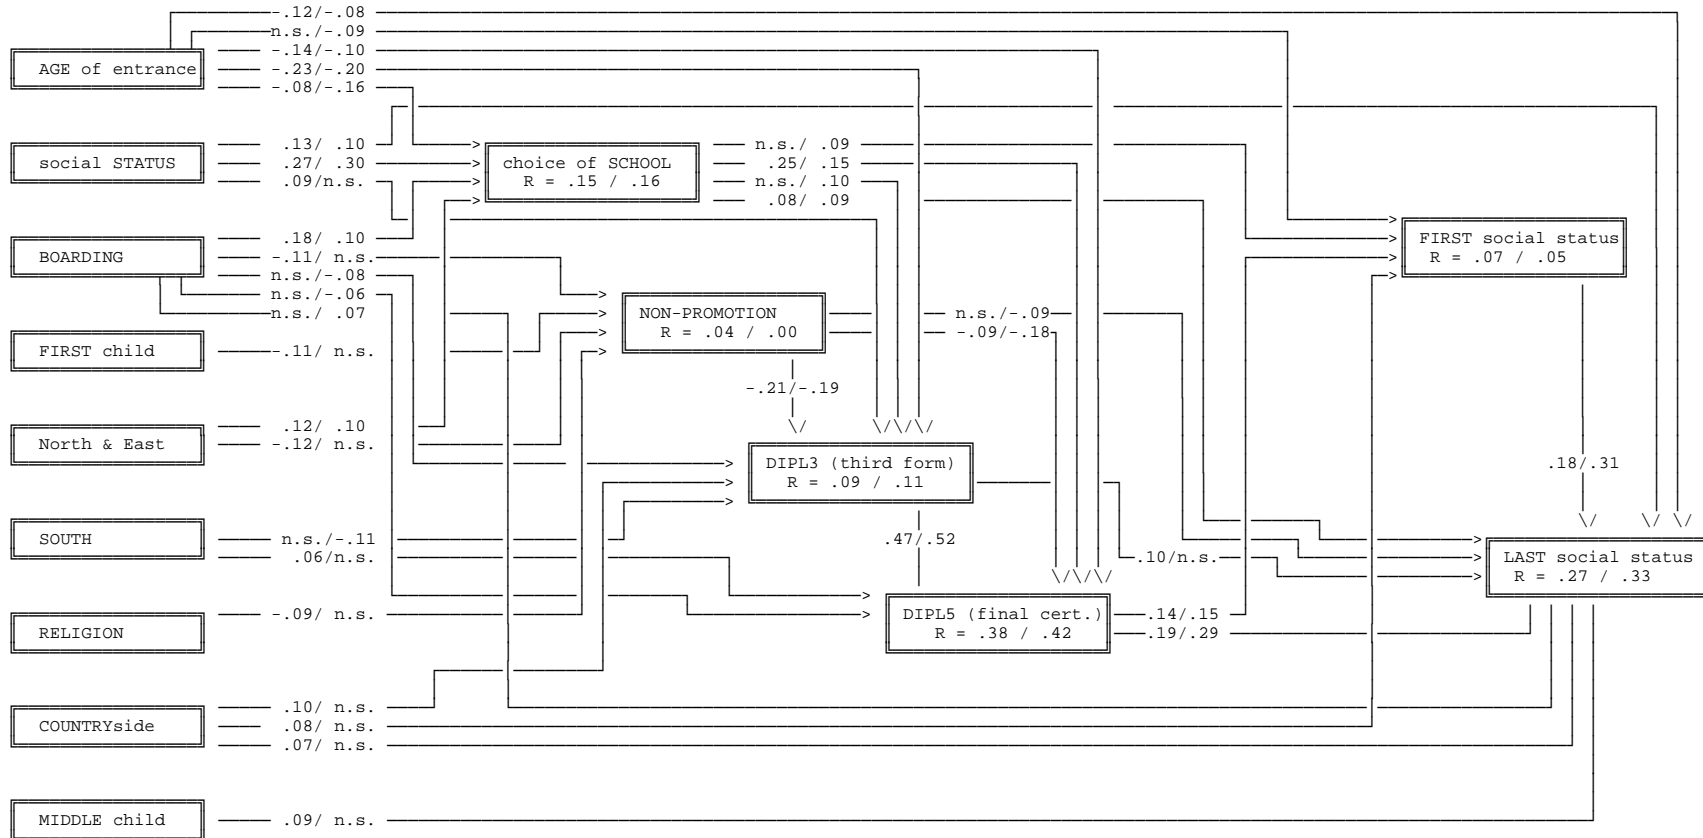 -.12/-.08
n.s./-.09
-.14/-.10
AGE of entrance
-.23/-.20
-.08/-.16
.13/ .10
social STATUS
.27/ .30
.09/n.s.
choice of SCHOOL
R = .15 / .16
n.s./ .09
.25/ .15
n.s./ .10
.08/ .09
.18/ .10
BOARDING
-.11/ n.s.
n.s./-.08
n.s./-.06
n.s./ .07
FIRST social status
R = .07 / .05
NON-PROMOTION
R = .04 / .00
n.s./-.09
-.09/-.18
FIRST child
-.11/ n.s.
-.21/-.19
.12/ .10
North & East
-.12/ n.s.
DIPL3 (third form)
R = .09 / .11
.18/.31
SOUTH
n.s./-.11
.06/n.s.
.47/.52
.10/n.s.
LAST social status
R = .27 / .33
RELIGION
-.09/ n.s.
DIPL5 (final cert.)
R = .38 / .42
.14/.15
.19/.29
.10/ n.s.
COUNTRYside
.08/ n.s.
.07/ n.s.
MIDDLE child
.09/ n.s.